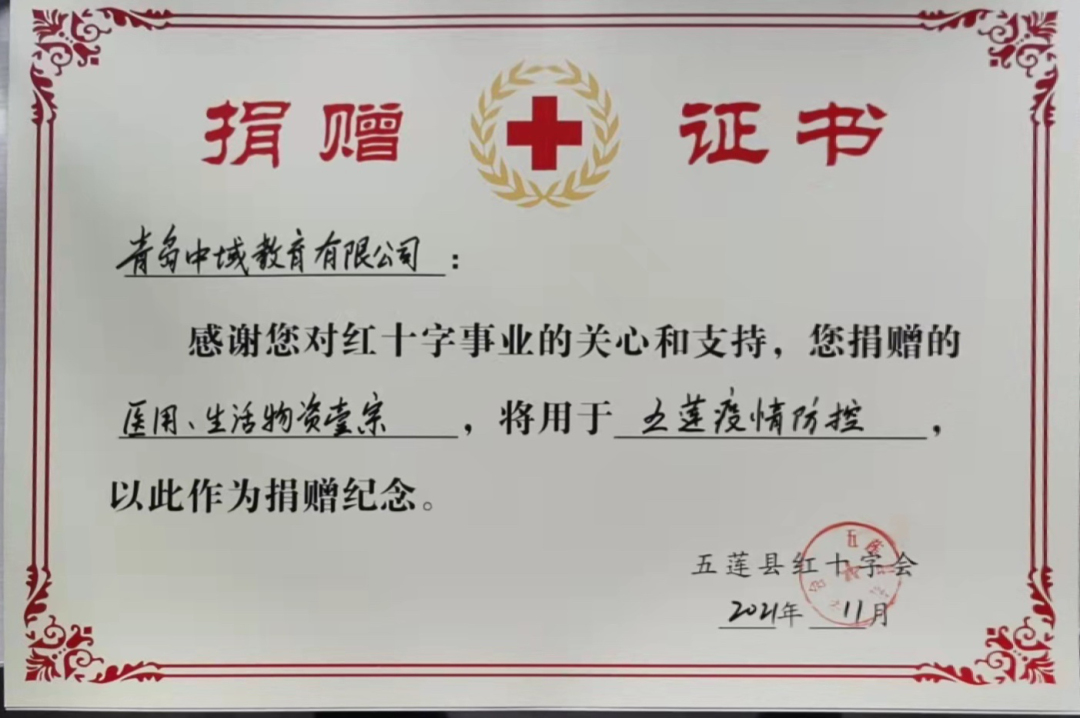 捐赠 证书
青岛中域教育有限公司：
感谢您对红十字事业的关心和支持，您捐赠的
医用、生活物资壹宗，将用于 五莲疫情防控，
以此作为捐赠纪念。
五莲县红十字会
2021年 11月